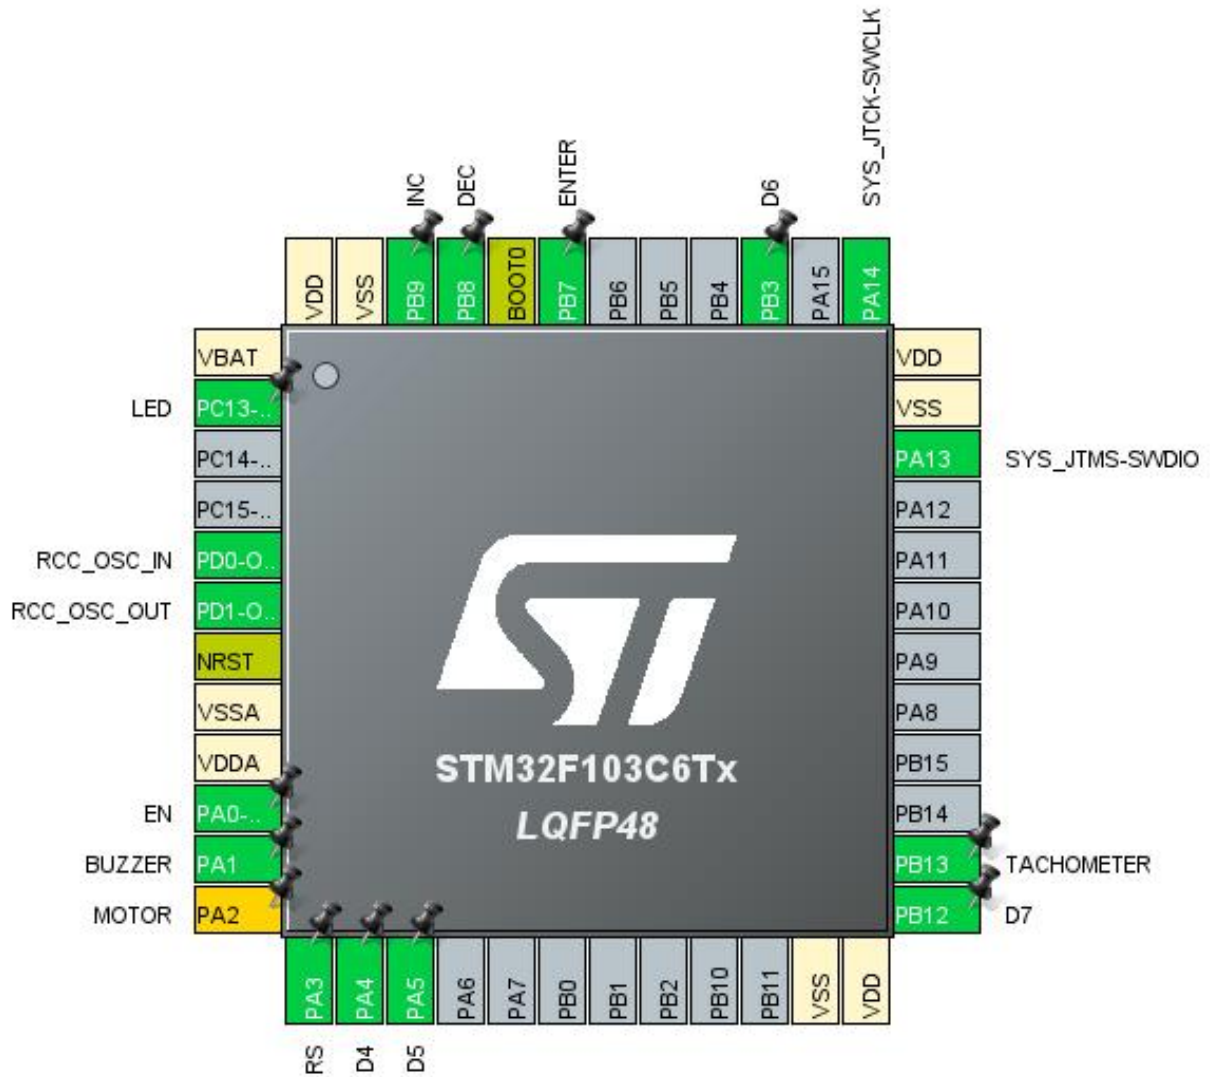 SYS_JTCK-SWCLK
INC
DEC
ENTER
D6
VDD
VSS
PB9
PB8
BOOT0
PB7
PB6
PB5
PB4
PB3
PA15
PA14
VBAT
LED
PC13-..
PC14-..
PC15-..
RCC_OSC_IN
PD0-O..
RCC_OSC_OUT
PD1-O..
NRST
VSSA
VDDA
EN
PA0-..
BUZZER
PA1
MOTOR
PA2
ST
STM32F103C6Tx
LQFP48
VDD
VSS
PA13
SYS_JTMS-SWDIO
PA12
PA11
PA10
PA9
PA8
PB15
PB14
PB13
TACHOMETER
PB12
D7
PA3
PA4
PA5
PA6
PA7
PB0
PB1
PB2
PB10
PB11
VSS
VDD
RS
D4
D5